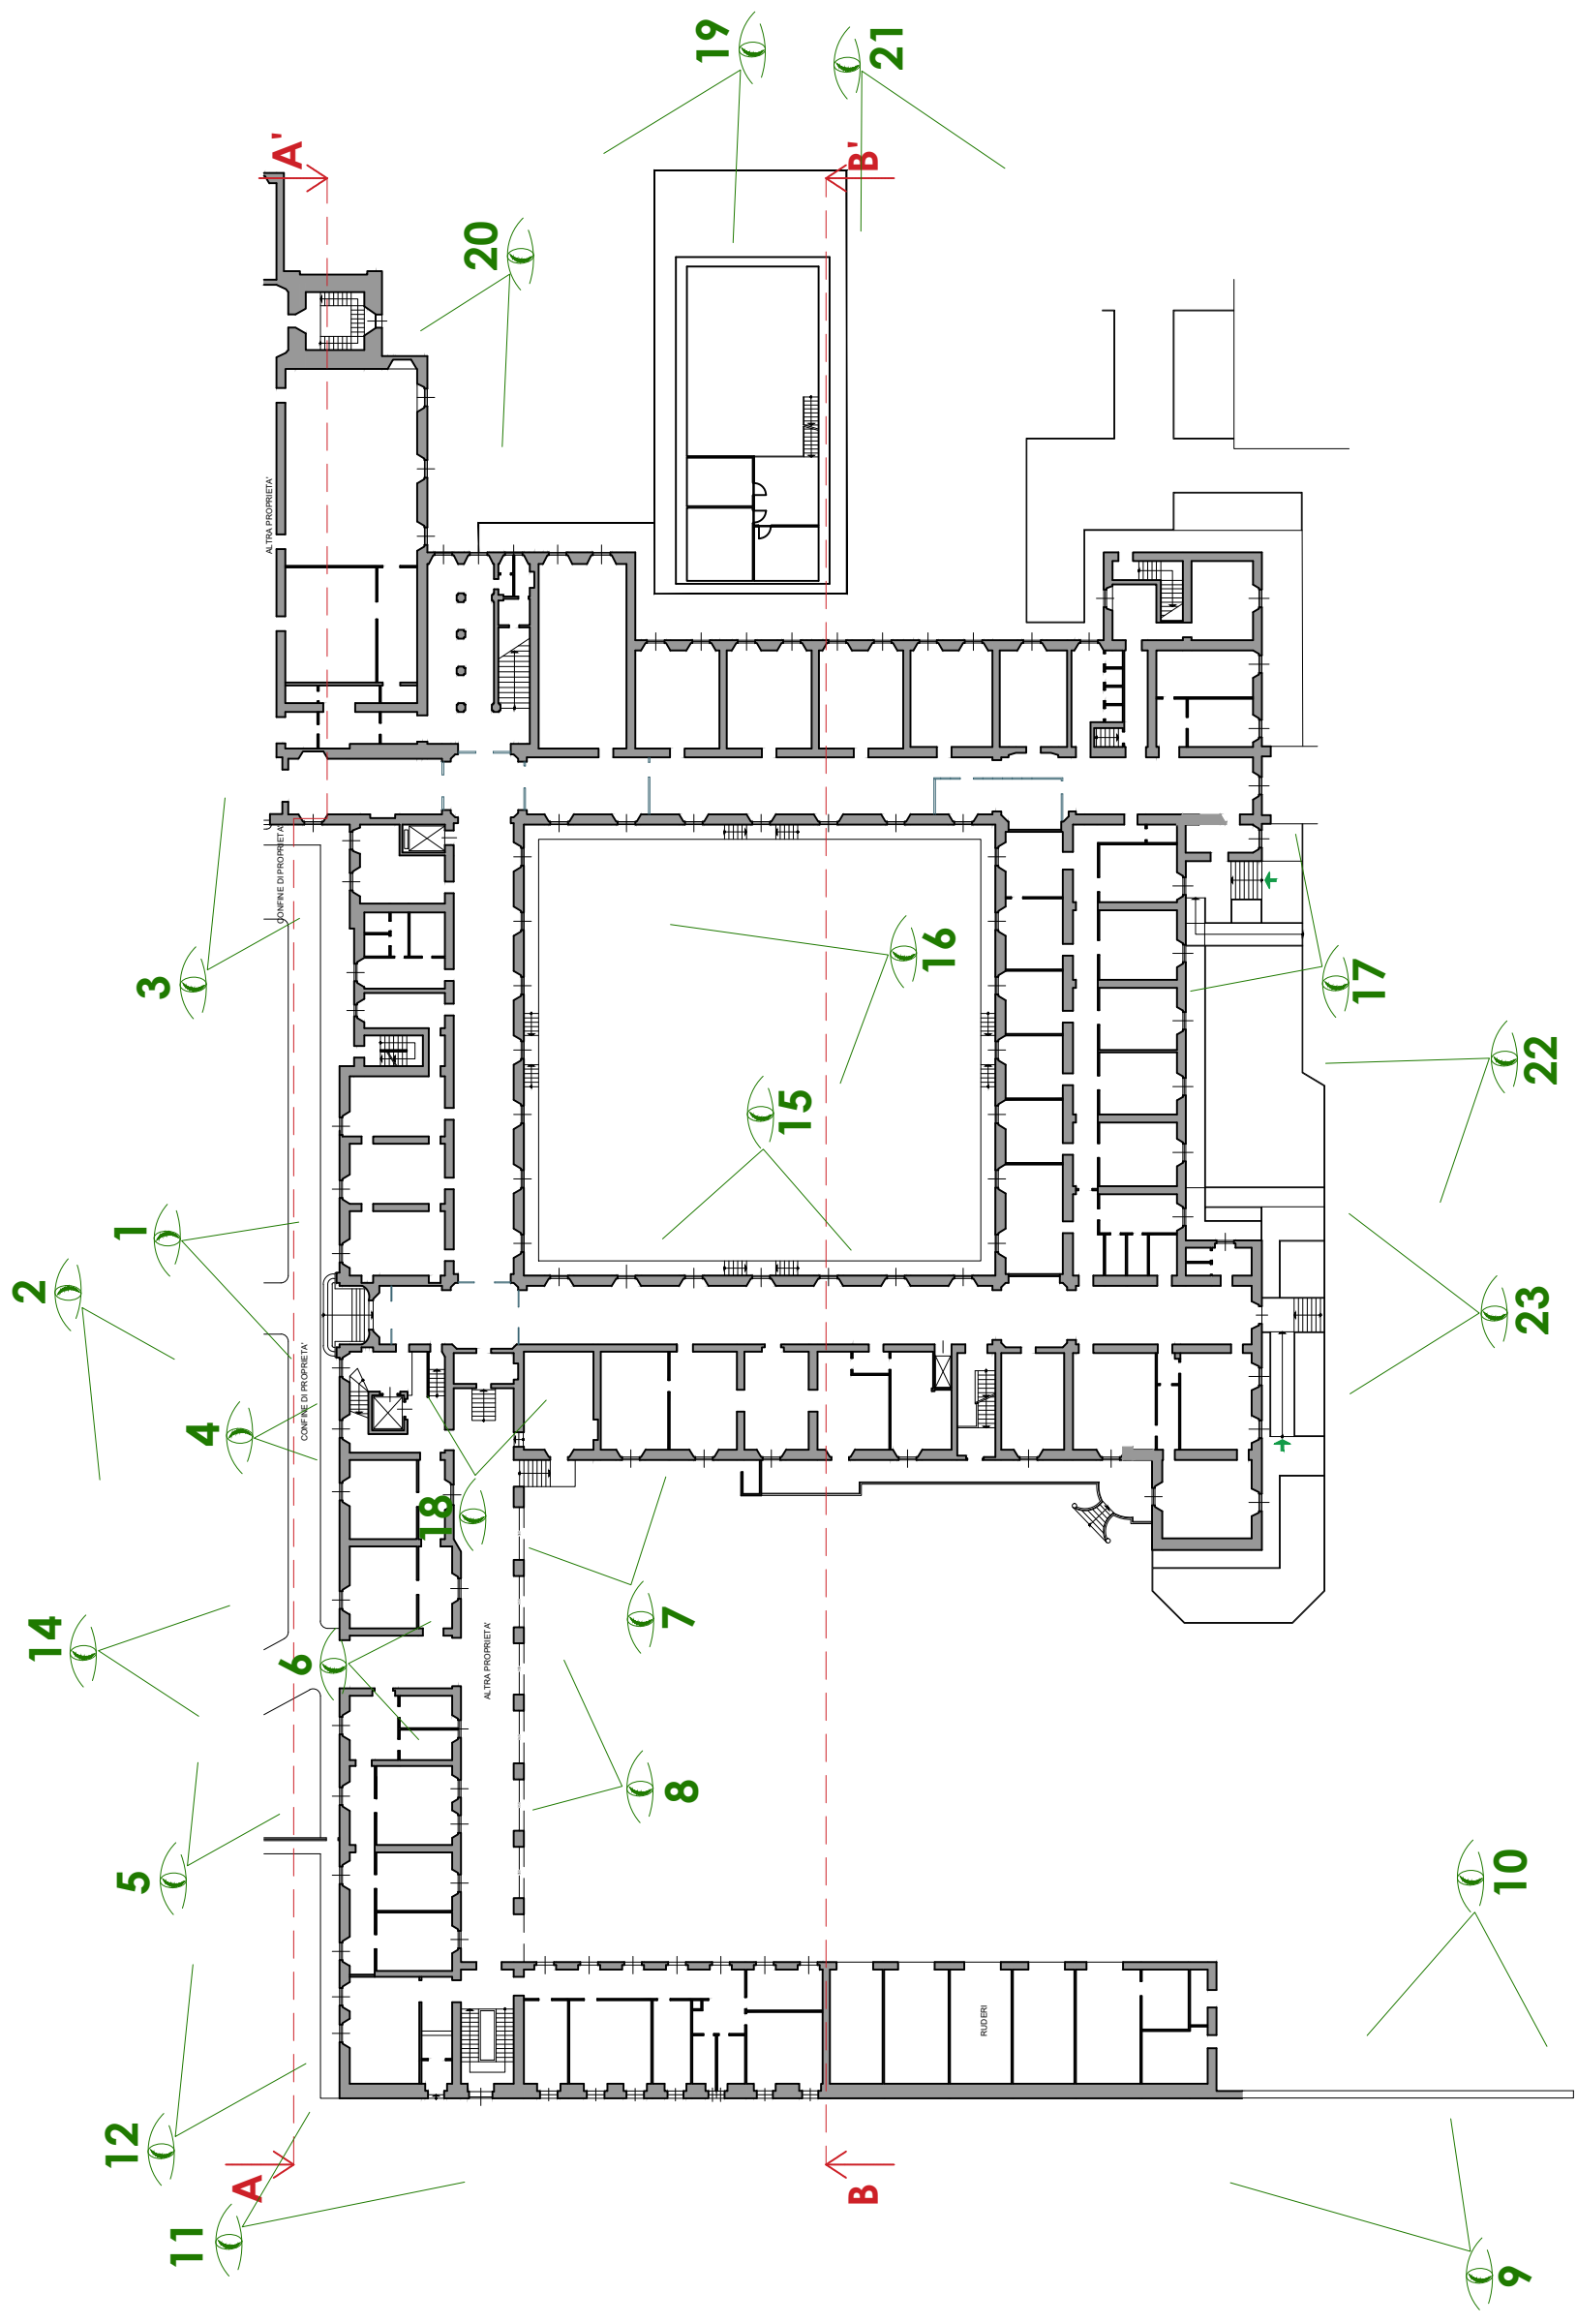 19
21
A'
B'
20
ALTRA PROPRIETA'
CONFINE DI PROPRIETA'
3
16
17
22
15
1
2
23
CONFINE DI PROPRIETA'
4
18
7
14
6
ALTRA PROPRIETA'
8
5
10
RUDERI
12
A
B
11
9